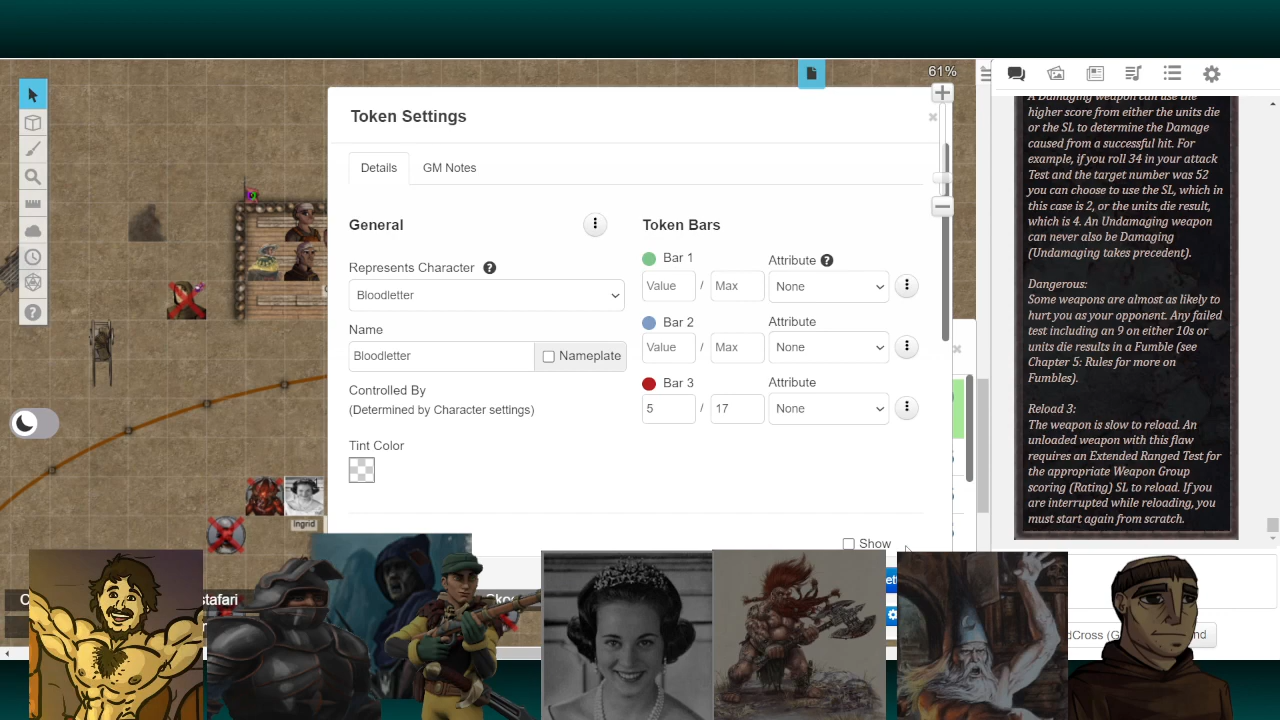 61%
Token Settings
Details
GM Notes
General
Represents Character
Bloodletter
Name
Bloodletter
Nameplate
Controlled By
(Determined by Character settings)
Tint Color
Token Bars
Bar 1
Attribute
Value / Max
None
Bar 2
Attribute
Value / Max
None
Bar 3
Attribute
5 / 17
None
Show
Ingrid
stafari
A Damaging weapon can use the
higher score from either the units die
or the SL to determine the Damage
caused from a successful hit. For
example, if you roll 34 in your attack
Test and the target number was 52
you can choose to use the SL, which in
this case is 2, or the units die result,
which is 4. An Undamaging weapon
can never also be Damaging
(Undamaging takes precedent).
Dangerous:
Some weapons are almost as likely to
hurt you as your opponent. Any failed
test including an 9 on either 10s or
units die results in a Fumble (see
Chapter 5: Rules for more on
Fumbles).
Reload 3:
The weapon is slow to reload. An
unloaded weapon with this flaw
requires an Extended Ranged Test for
the appropriate Weapon Group
scoring (Rating) SL to reload. If you
are interrupted while reloading, you
must start again from scratch.
dCross (G
nd